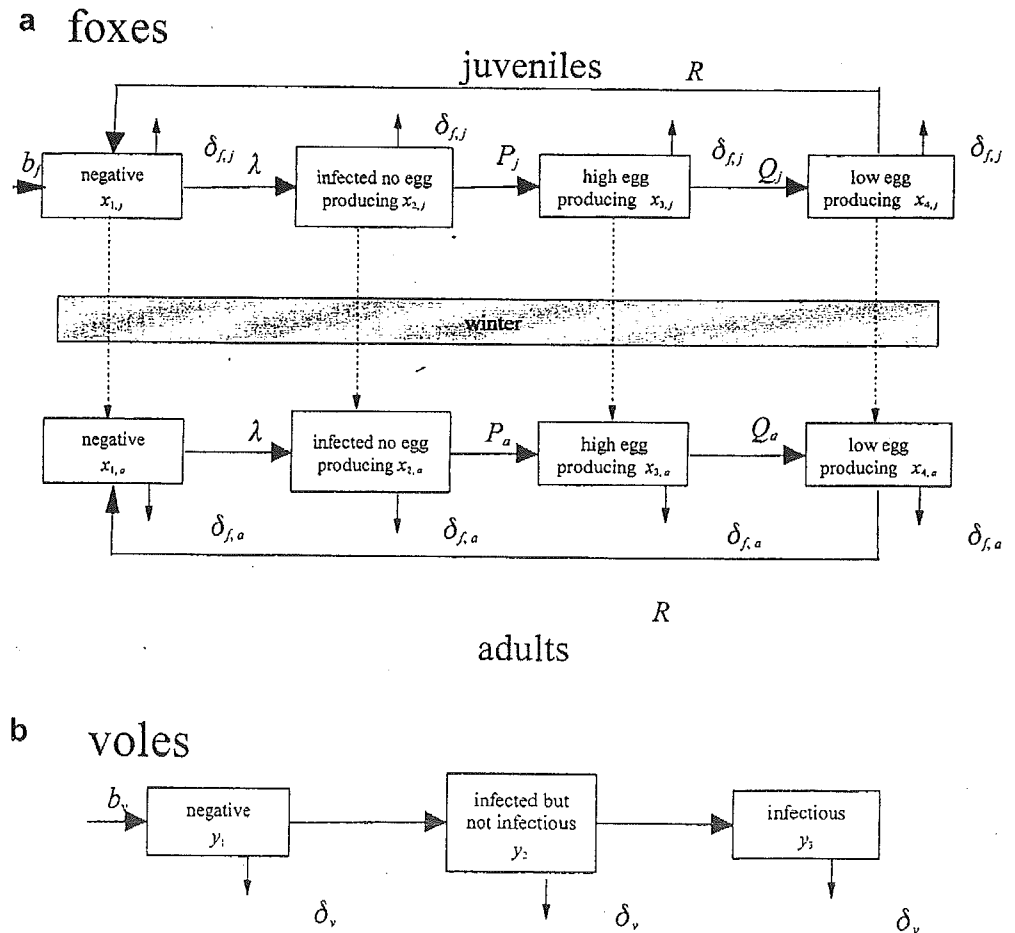 a foxes
juveniles R
b_f negative x_{1,j} δ_{f,j} λ infected no egg producing x_{2,j} δ_{f,j} P_j high egg producing x_{3,j} δ_{f,j} Q_j low egg producing x_{4,j} δ_{f,j}
winter
negative x_{1,a} λ infected no egg producing x_{2,a} P_a high egg producing x_{3,a} Q_a low egg producing x_{4,a}
δ_{f,a} δ_{f,a} δ_{f,a} δ_{f,a}
R
adults
b voles
b_v negative y_1 infected but not infectious y_2 infectious y_3
δ_v δ_v δ_v